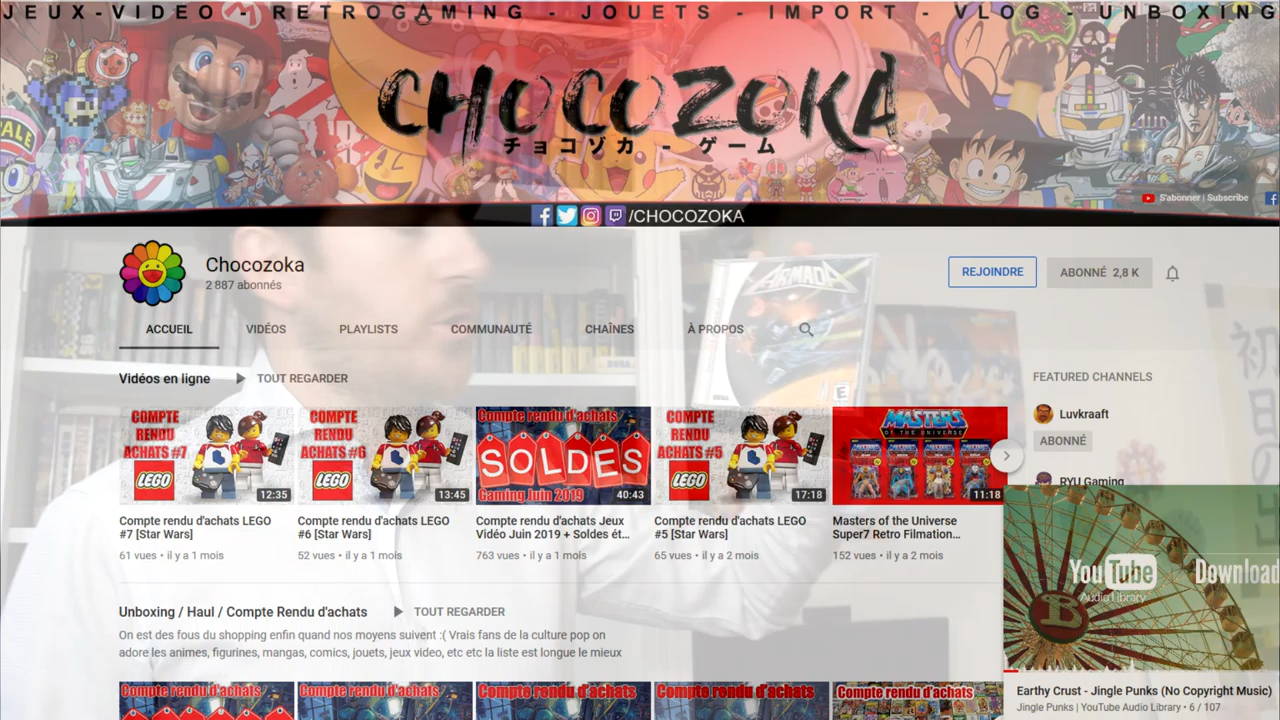 JEUX-VIDEO - RETROGAMING - JOUETS - IMPORT - VLOG - UNBOXING
CHOCOZOKA
チョコゾカ - ゲーム
S'abonner | Subscribe
/CHOCOZOKA
Chocozoka
2 887 abonnés
REJOINDRE
ABONNÉ 2,8 K
ARMADA
ACCUEIL VIDÉOS PLAYLISTS COMMUNAUTÉ CHAÎNES À PROPOS
Vidéos en ligne TOUT REGARDER
FEATURED CHANNELS
Luvkraaft
ABONNÉ
RYU Gaming
COMPTE
RENDU
ACHATS #7
LEGO
12:35
COMPTE
RENDU
ACHATS #6
LEGO
13:45
Compte rendu d'achats
SOLDES
Gaming Juin 2019
40:43
COMPTE
RENDU
ACHATS #5
LEGO
17:18
MASTERS
OF THE UNIVERSE
11:18
Compte rendu d'achats LEGO
#7 [Star Wars]
61 vues • il y a 1 mois
Compte rendu d'achats LEGO
#6 [Star Wars]
52 vues • il y a 1 mois
Compte rendu d'achats Jeux
Vidéo Juin 2019 + Soldes ét...
763 vues • il y a 1 mois
Compte rendu d'achats LEGO
#5 [Star Wars]
65 vues • il y a 2 mois
Masters of the Universe
Super7 Retro Filmation...
152 vues • il y a 2 mois
初
日
の
YouTube
Audio Library
Download
Earthy Crust - Jingle Punks (No Copyright Music)
Jingle Punks | YouTube Audio Library • 6 / 107
Unboxing / Haul / Compte Rendu d'achats TOUT REGARDER
On est des fous du shopping enfin quand nos moyens suivent :( Vrais fans de la culture pop on
adore les animes, figurines, mangas, comics, jouets, jeux video, etc etc la liste est longue le mieux
Compte rendu d'achats
Compte rendu d'achats
Compte rendu d'achats
Compte rendu d'achats
Compte rendu d'achats